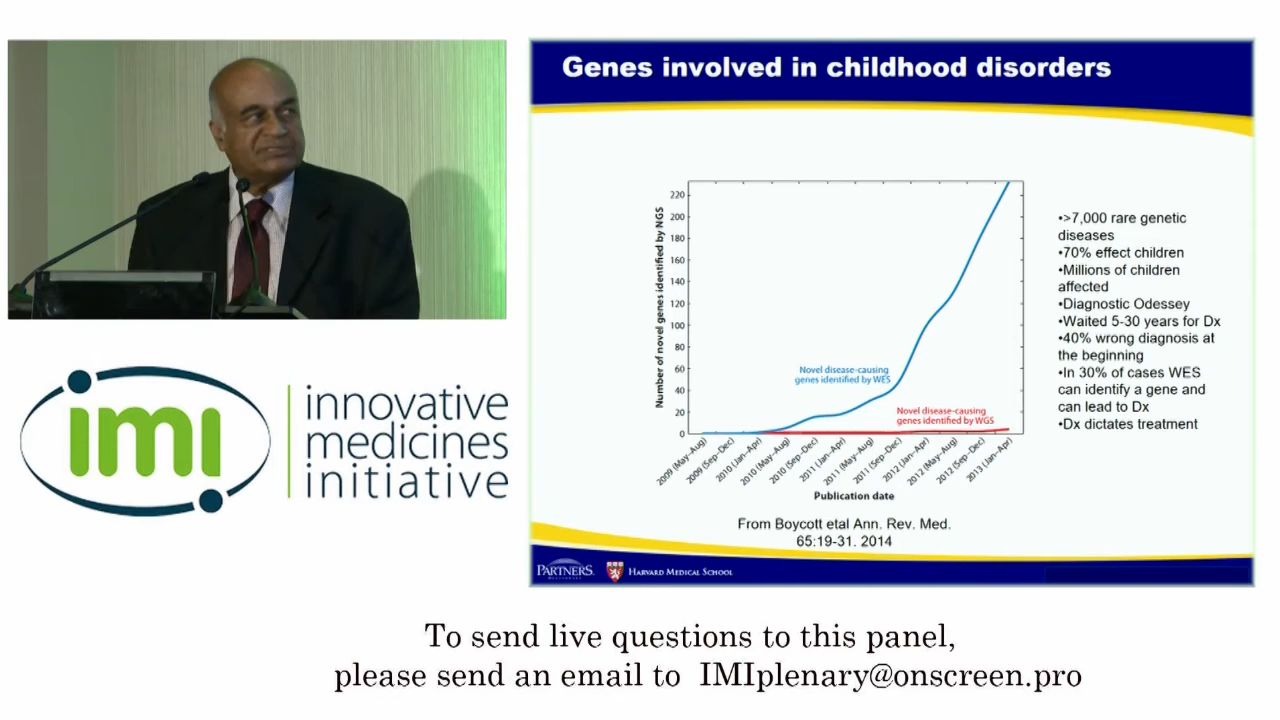 Genes involved in childhood disorders
Number of novel genes identified by NGS
220
200
180
160
140
120
100
80
60
40
20
0
Novel disease-causing
genes identified by WES
Novel disease-causing
genes identified by WGS
2009 (May–Aug)
2009 (Sep–Dec)
2010 (Jan–Apr)
2010 (May–Aug)
2010 (Sep–Dec)
2011 (Jan–Apr)
2011 (May–Aug)
2011 (Sep–Dec)
2012 (Jan–Apr)
2012 (May–Aug)
2012 (Sep–Dec)
2013 (Jan–Apr)
Publication date
•>7,000 rare genetic
diseases
•70% effect children
•Millions of children
affected
•Diagnostic Odessey
•Waited 5-30 years for Dx
•40% wrong diagnosis at
the beginning
•In 30% of cases WES
can identify a gene and
can lead to Dx
•Dx dictates treatment
From Boycott etal Ann. Rev. Med.
65:19-31. 2014
PARTNERS
HARVARD MEDICAL SCHOOL
imi
innovative
medicines
initiative
To send live questions to this panel,
please send an email to IMIplenary@onscreen.pro